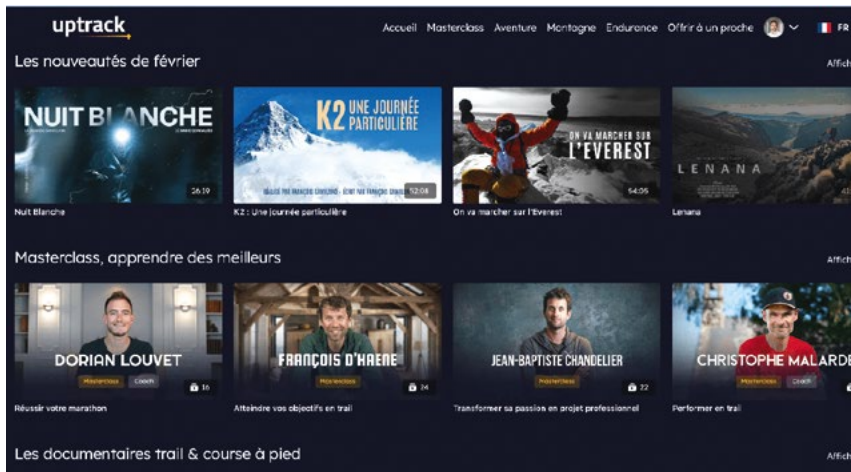 uptrack
Accueil Masterclass Aventure Montagne Endurance Offrir à un proche FR
Les nouveautés de février
Affich
NUIT BLANCHE
26:19
K2 UNE JOURNÉE PARTICULIÈRE
52:08
ON VA MARCHER SUR
L'EVEREST
54:05
LENANA
Nuit Blanche
K2 : Une journée particulière
On va marcher sur l'Everest
Lenana
Masterclass, apprendre des meilleurs
Affich
DORIAN LOUVET
Masterclass Coach
16
FRANÇOIS D'HAENE
Masterclass
24
JEAN-BAPTISTE CHANDELIER
Masterclass
22
CHRISTOPHE MALARDE
Masterclass Coach
Réussir votre marathon
Atteindre vos objectifs en trail
Transformer sa passion en projet professionnel
Performer en trail
Les documentaires trail & course à pied
Affich